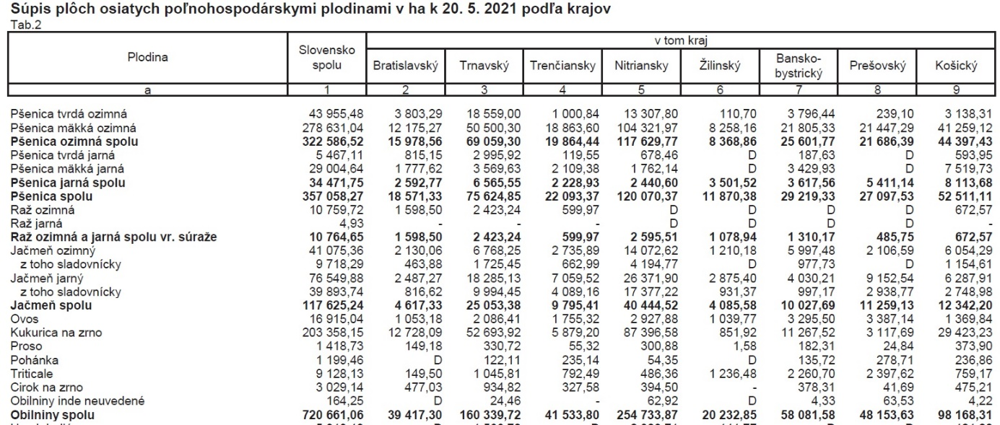 Súpis plôch osiatych poľnohospodárskymi plodinami v ha k 20. 5. 2021 podľa krajov
Tab.2
Plodina Slovensko spolu v tom kraj
Bratislavský Trnavský Trenčiansky Nitriansky Žilinský Bansko-bystrický Prešovský Košický
a 1 2 3 4 5 6 7 8 9
Pšenica tvrdá ozimná 43 955,48 3 803,29 18 559,00 1 000,84 13 307,80 110,70 3 796,44 239,10 3 138,31
Pšenica mäkká ozimná 278 631,04 12 175,27 50 500,30 18 863,60 104 321,97 8 258,16 21 805,33 21 447,29 41 259,12
Pšenica ozimná spolu 322 586,52 15 978,56 69 059,30 19 864,44 117 629,77 8 368,86 25 601,77 21 686,39 44 397,43
Pšenica tvrdá jarná 5 467,11 815,15 2 995,92 119,55 678,46 D 187,63 D 593,95
Pšenica mäkká jarná 29 004,64 1 777,62 3 569,63 2 109,38 1 762,14 D 3 429,93 D 7 519,73
Pšenica jarná spolu 34 471,75 2 592,77 6 565,55 2 228,93 2 440,60 3 501,52 3 617,56 5 411,14 8 113,68
Pšenica spolu 357 058,27 18 571,33 75 624,85 22 093,37 120 070,37 11 870,38 29 219,33 27 097,53 52 511,11
Raž ozimná 10 759,72 1 598,50 2 423,24 599,97 D D D D 672,57
Raž jarná 4,93 - - - D D D D -
Raž ozimná a jarná spolu vr. súraže 10 764,65 1 598,50 2 423,24 599,97 2 595,51 1 078,94 1 310,17 485,75 672,57
Jačmeň ozimný 41 075,36 2 130,06 6 768,25 2 735,89 14 072,62 1 210,18 5 997,48 2 106,59 6 054,29
z toho sladovnícky 9 718,29 463,88 1 725,45 662,99 4 194,77 D 977,73 D 1 154,61
Jačmeň jarný 76 549,88 2 487,27 18 285,13 7 059,52 26 371,90 2 875,40 4 030,21 9 152,54 6 287,91
z toho sladovnícky 39 893,74 816,62 9 994,45 4 089,16 17 377,22 931,37 997,17 2 938,77 2 748,98
Jačmeň spolu 117 625,24 4 617,33 25 053,38 9 795,41 40 444,52 4 085,58 10 027,69 11 259,13 12 342,20
Ovos 16 915,04 1 053,18 2 086,41 1 755,32 2 927,88 1 039,77 3 295,50 3 387,14 1 369,84
Kukurica na zrno 203 358,15 12 728,09 52 693,92 5 879,20 87 396,58 851,92 11 267,52 3 117,69 29 423,23
Proso 1 418,73 149,18 330,72 55,32 300,88 1,58 182,31 24,84 373,90
Pohánka 1 199,46 D 122,11 235,14 54,35 D 135,72 278,71 236,86
Triticale 9 128,13 149,50 1 045,81 792,49 486,36 1 236,48 2 260,70 2 397,62 759,17
Cirok na zrno 3 029,14 477,03 934,82 327,58 394,50 - 378,31 41,69 475,21
Obilniny inde neuvedené 164,25 D 24,46 - 62,92 D 4,33 63,53 4,22
Obilniny spolu 720 661,06 39 417,30 160 339,72 41 533,80 254 733,87 20 232,85 58 081,58 48 153,63 98 168,31